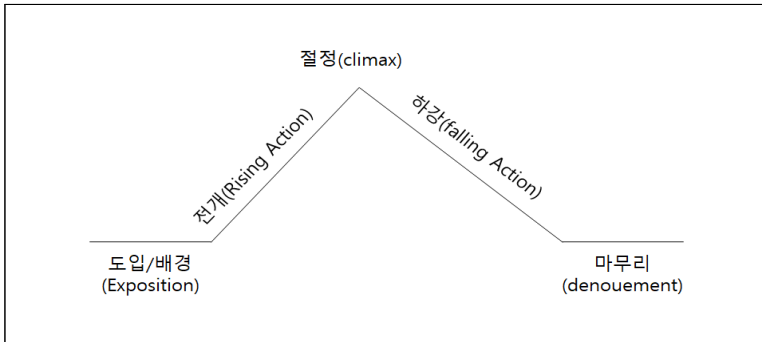 절정(climax)
전개(Rising Action)
하강(falling Action)
도입/배경
(Exposition)
마무리
(denouement)